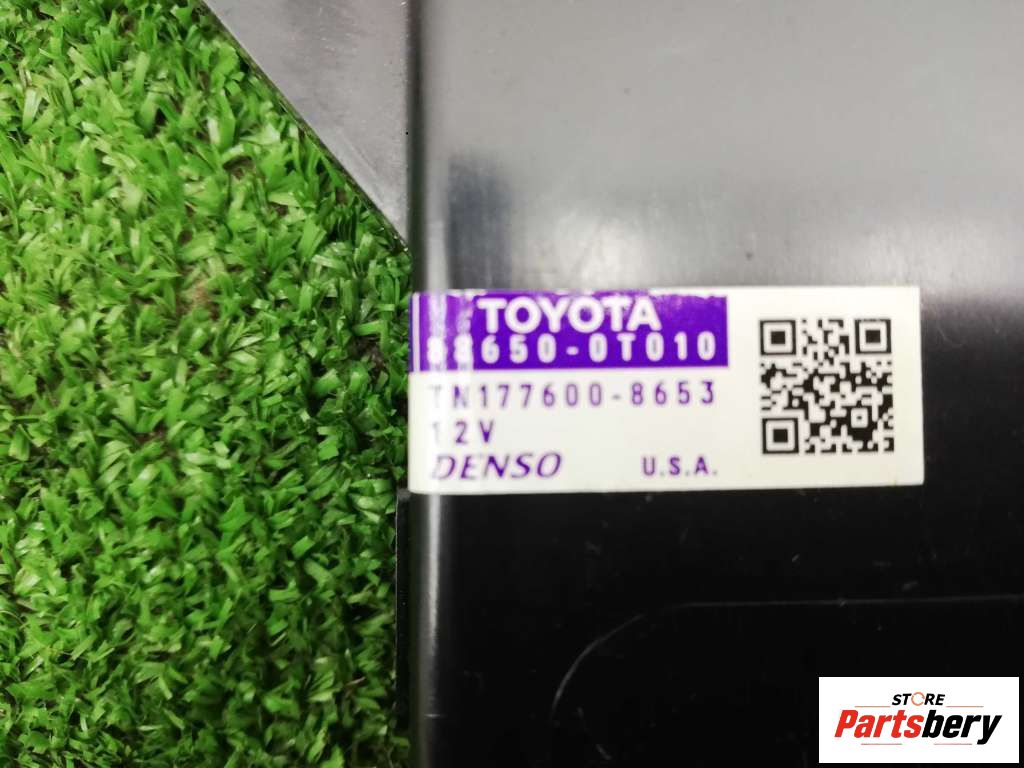 TOYOTA
88650-0T010
TN177600-8653
12V
DENSO U.S.A.
STORE
Partsbery